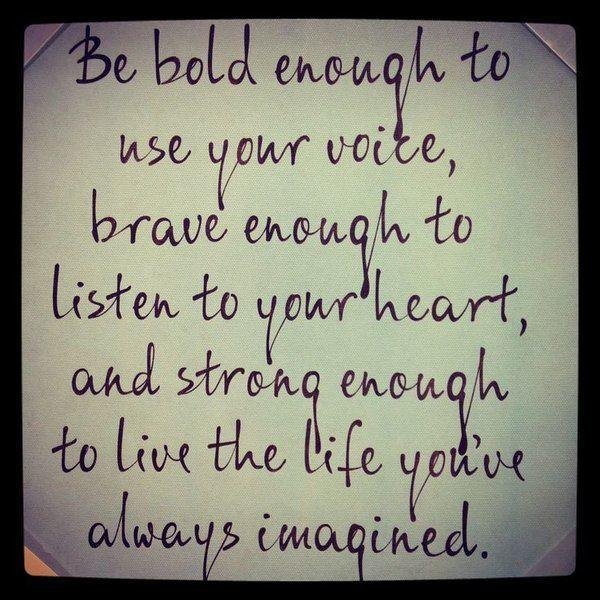 Be bold enough to
use your voice,
brave enough to
listen to your heart,
and strong enough
to live the life you've
always imagined.